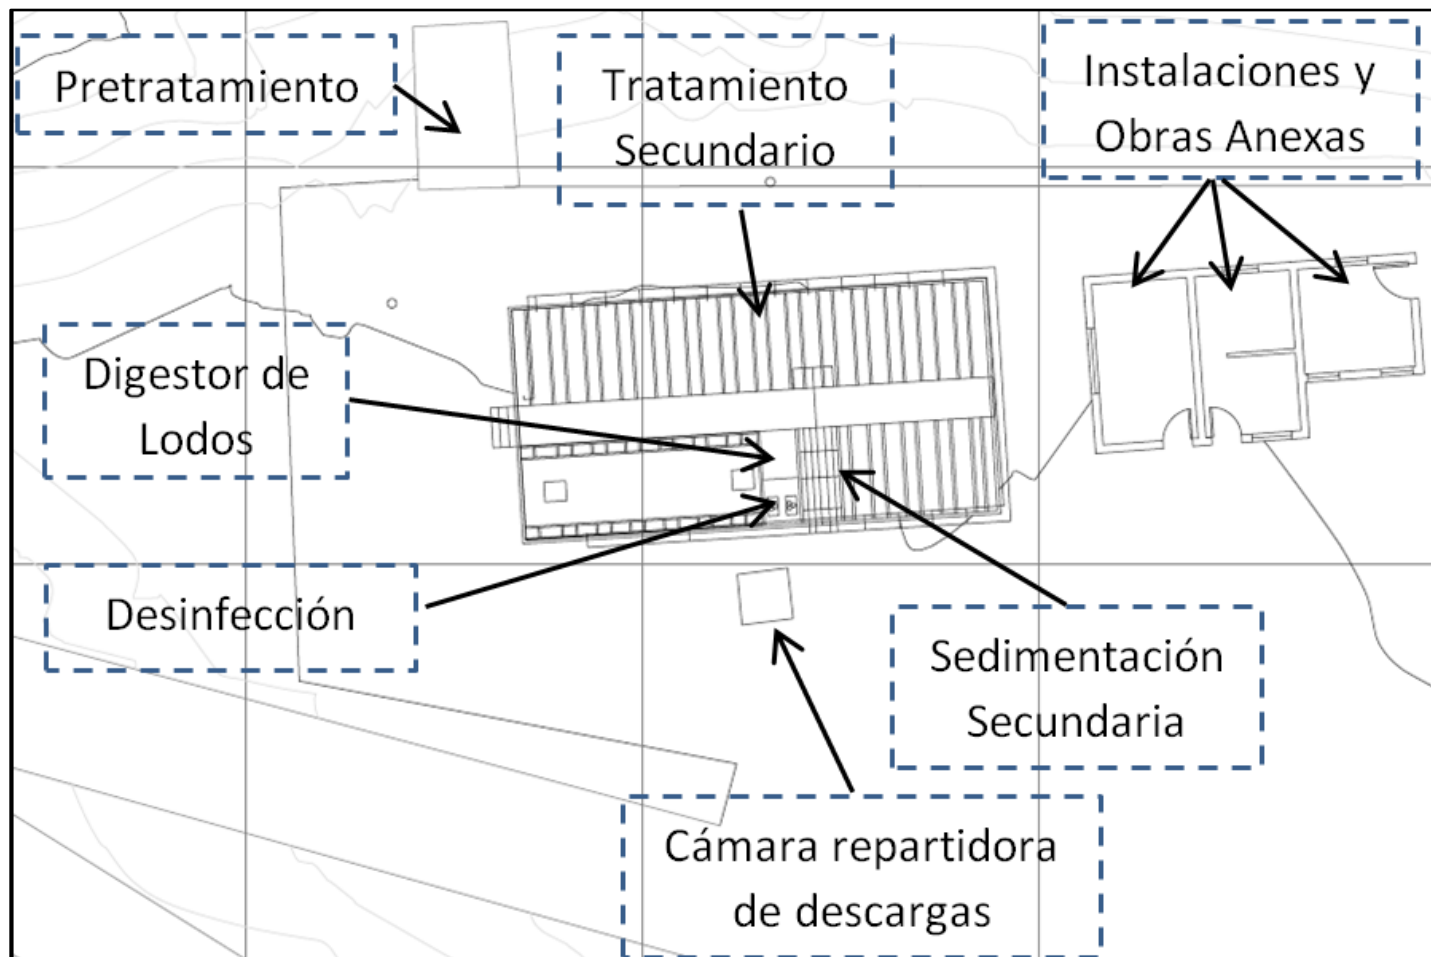 Pretratamiento
Tratamiento
Secundario
Instalaciones y
Obras Anexas
Digestor de
Lodos
Desinfección
Sedimentación
Secundaria
Cámara repartidora
de descargas